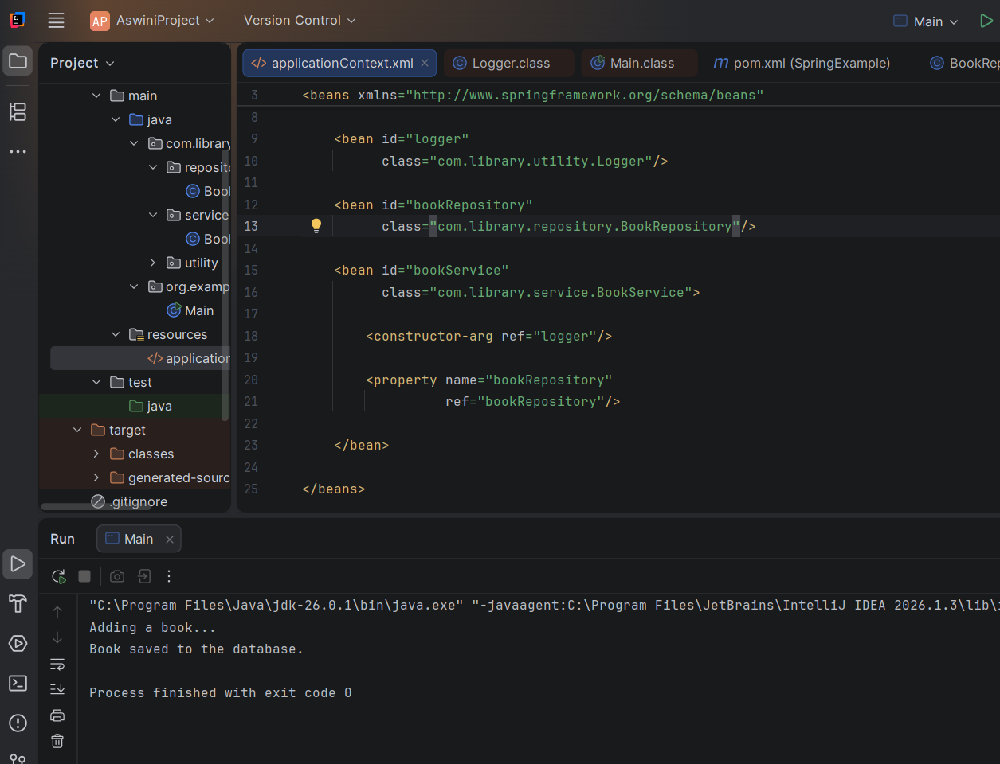 AP AswiniProject Version Control Main
Project
applicationContext.xml Logger.class Main.class pom.xml (SpringExample) BookRep
main
java
com.library
reposito
Bool
service
Bool
utility
org.examp
Main
resources
application
test
java
target
classes
generated-sourc
.gitignore
3 <beans xmlns="http://www.springframework.org/schema/beans"
8
9 <bean id="logger"
10 class="com.library.utility.Logger"/>
11
12 <bean id="bookRepository"
13 class="com.library.repository.BookRepository"/>
14
15 <bean id="bookService"
16 class="com.library.service.BookService">
17
18 <constructor-arg ref="logger"/>
19
20 <property name="bookRepository"
21 ref="bookRepository"/>
22
23 </bean>
24
25 </beans>
Run Main
"C:\Program Files\Java\jdk-26.0.1\bin\java.exe" "-javaagent:C:\Program Files\JetBrains\IntelliJ IDEA 2026.1.3\lib\
Adding a book...
Book saved to the database.
Process finished with exit code 0